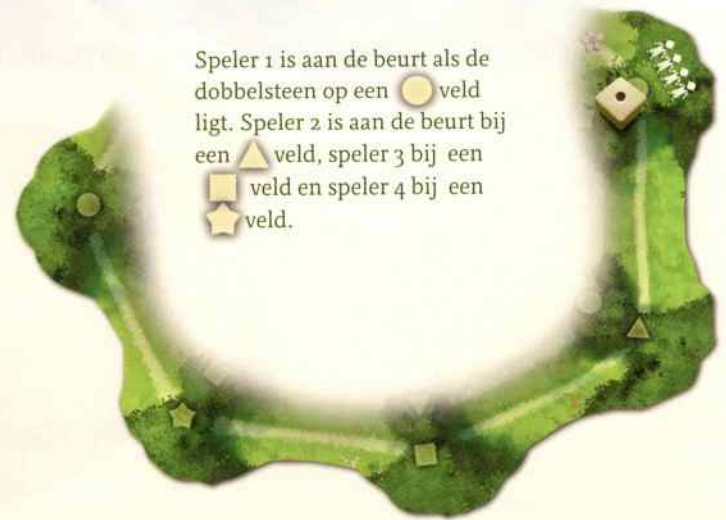 Speler 1 is aan de beurt als de
dobbelsteen op een veld
ligt. Speler 2 is aan de beurt bij
een veld, speler 3 bij een
veld en speler 4 bij een
veld.